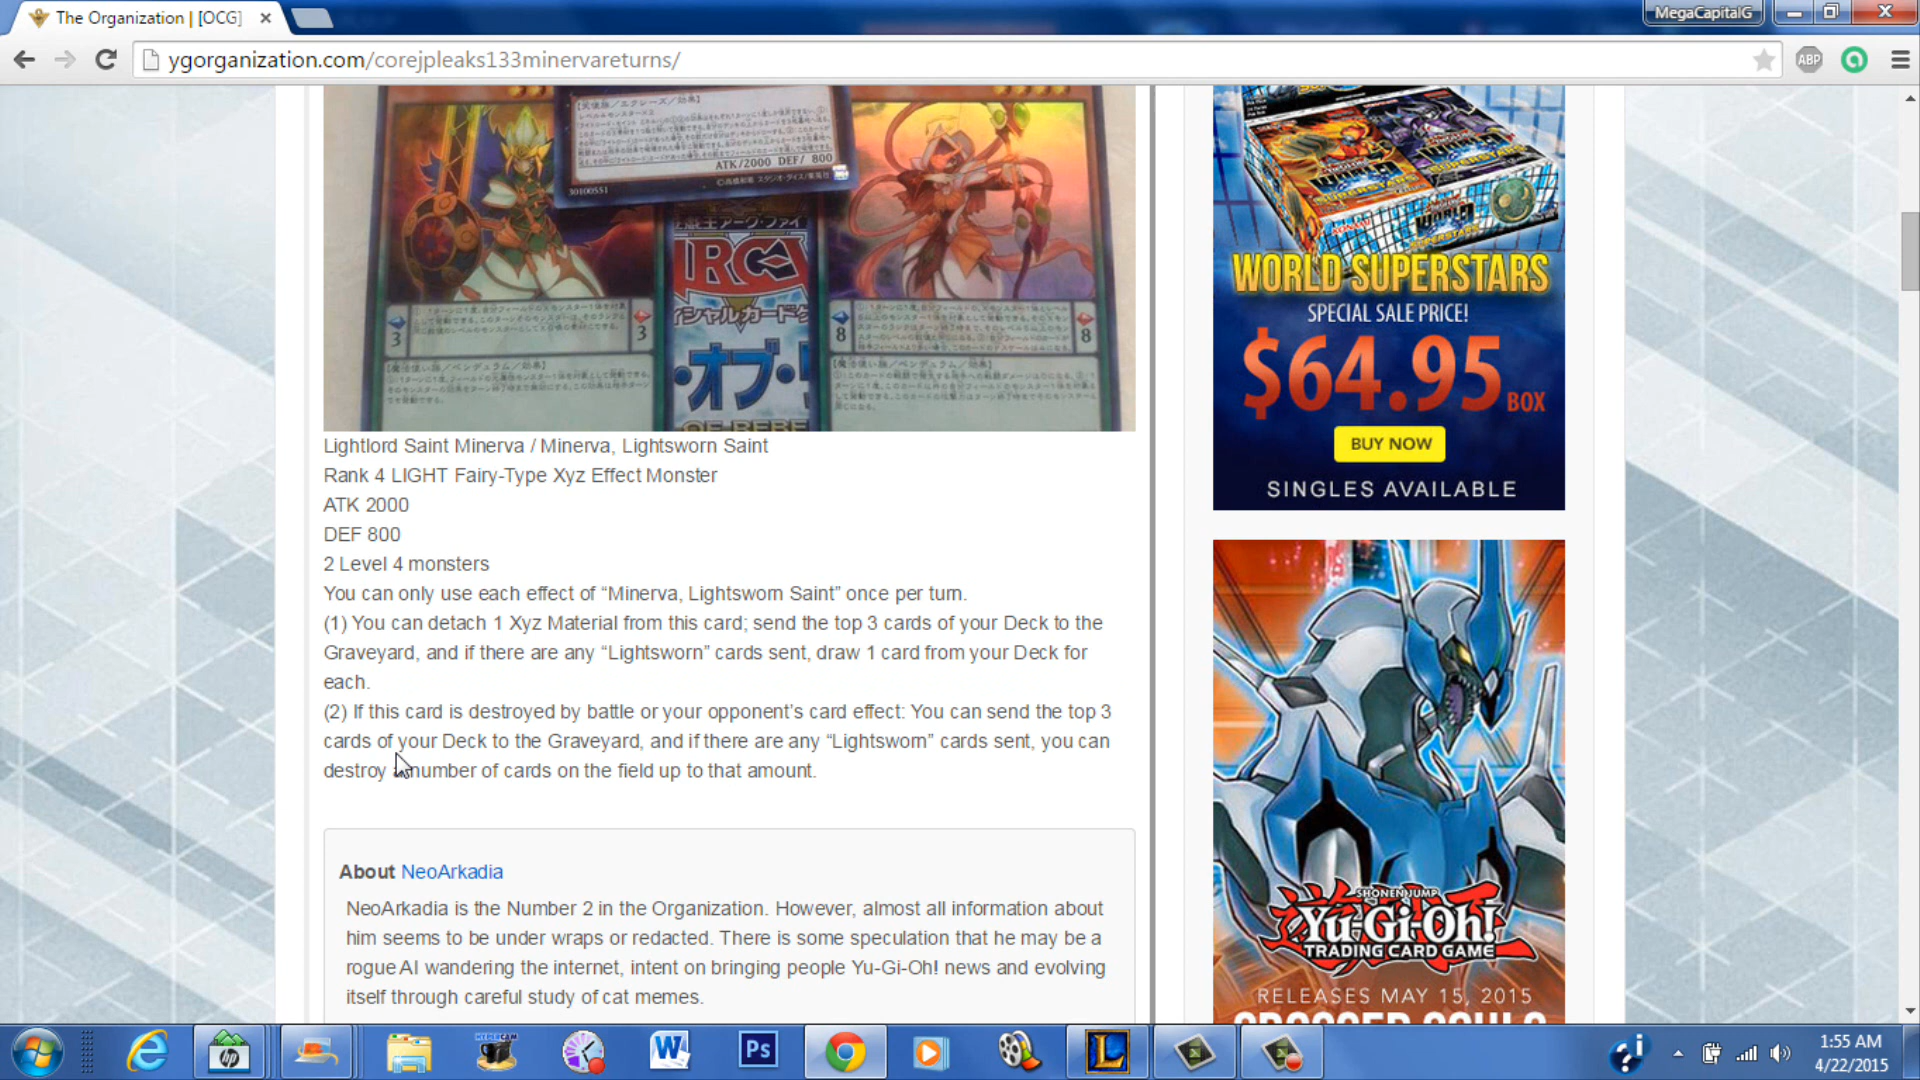 The Organization | [OCG]
MegaCapitalG
ygorganization.com/corejpleaks133minervareturns/
ABP
ATK/2000 DEF/ 800
30100551
3
3
8
8
Lightlord Saint Minerva / Minerva, Lightsworn Saint
Rank 4 LIGHT Fairy-Type Xyz Effect Monster
ATK 2000
DEF 800
2 Level 4 monsters
You can only use each effect of “Minerva, Lightsworn Saint” once per turn.
(1) You can detach 1 Xyz Material from this card; send the top 3 cards of your Deck to the
Graveyard, and if there are any “Lightsworn” cards sent, draw 1 card from your Deck for
each.
(2) If this card is destroyed by battle or your opponent’s card effect: You can send the top 3
cards of your Deck to the Graveyard, and if there are any “Lightsworn” cards sent, you can
destroy a number of cards on the field up to that amount.
About NeoArkadia
NeoArkadia is the Number 2 in the Organization. However, almost all information about
him seems to be under wraps or redacted. There is some speculation that he may be a
rogue AI wandering the internet, intent on bringing people Yu-Gi-Oh! news and evolving
itself through careful study of cat memes.
WORLD SUPERSTARS
SPECIAL SALE PRICE!
$64.95 BOX
BUY NOW
SINGLES AVAILABLE
SHONEN JUMP
Yu-Gi-Oh!
TRADING CARD GAME
RELEASES MAY 15, 2015
CROSSED SOULS
hp
HYPERCAM
W
Ps
L
1:55 AM
4/22/2015